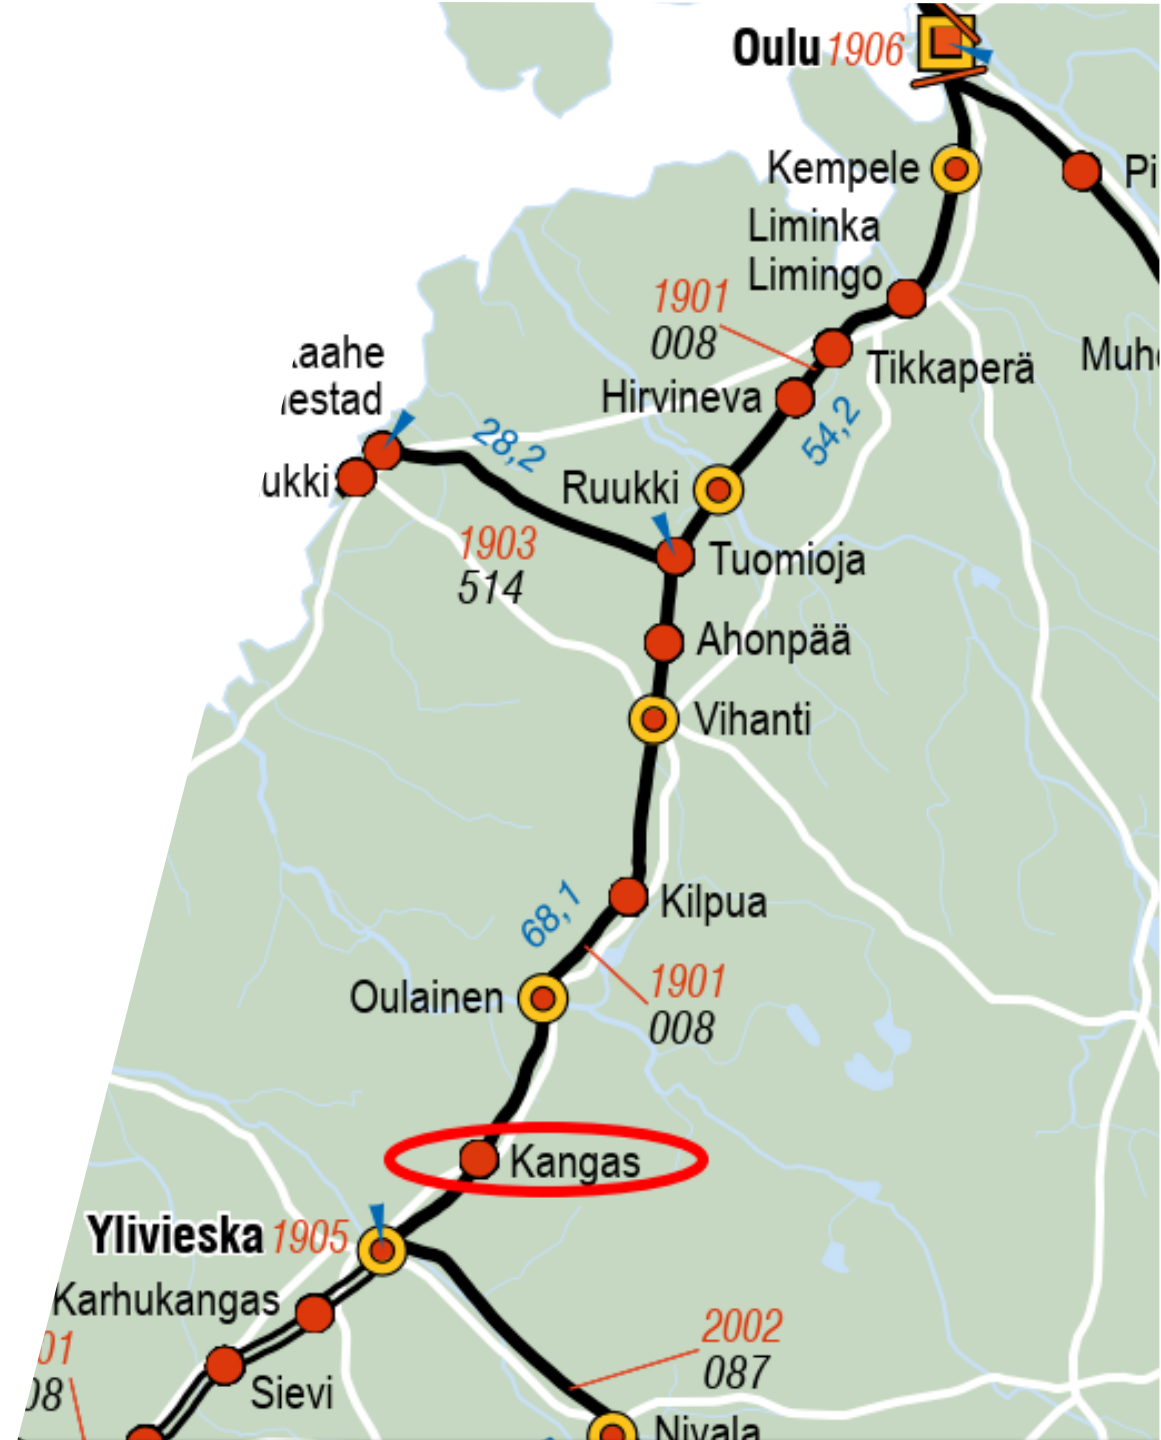 Oulu 1906
Kempele
Pi
Liminka
Limingo
1901
008
Tikkaperä
Muh
aahe
estad
Hirvineva
54,2
28,2
ukki
Ruukki
1903
514
Tuomioja
Ahonpää
Vihanti
68,1
Kilpua
Oulainen
1901
008
Kangas
Ylivieska 1905
Karhukangas
01
08
Sievi
2002
087
Nivala